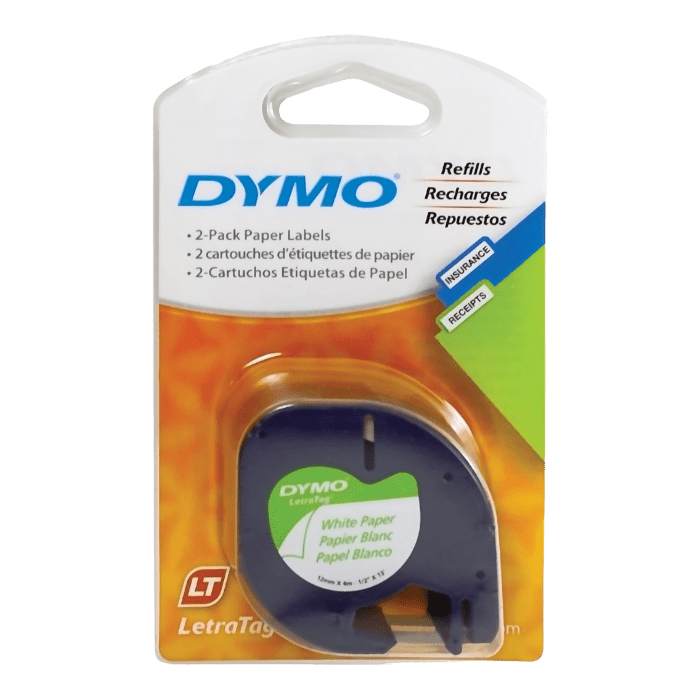 DYMO®
Refills
Recharges
Repuestos
• 2-Pack Paper Labels
• 2 cartouches d'étiquettes de papier
• 2-Cartuchos Etiquetas de Papel
INSURANCE
RECEIPTS
DYMO
LetraTag®
White Paper
Papier Blanc
Papel Blanco
12mm X 4m - 1/2" X 13'
LT
LetraTag